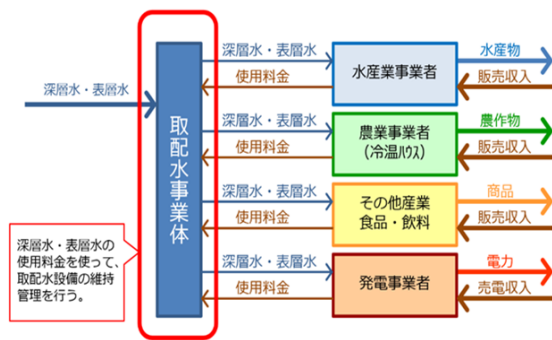 深層水・表層水
取配水事業体
深層水・表層水の
使用料金を使って、
取配水設備の維持
管理を行う。
深層水・表層水
使用料金
水産業事業者
水産物
販売収入
深層水・表層水
使用料金
農業事業者
(冷温ﾊｳｽ)
農作物
販売収入
深層水・表層水
使用料金
その他産業
食品・飲料
商品
販売収入
深層水・表層水
使用料金
発電事業者
電力
売電収入